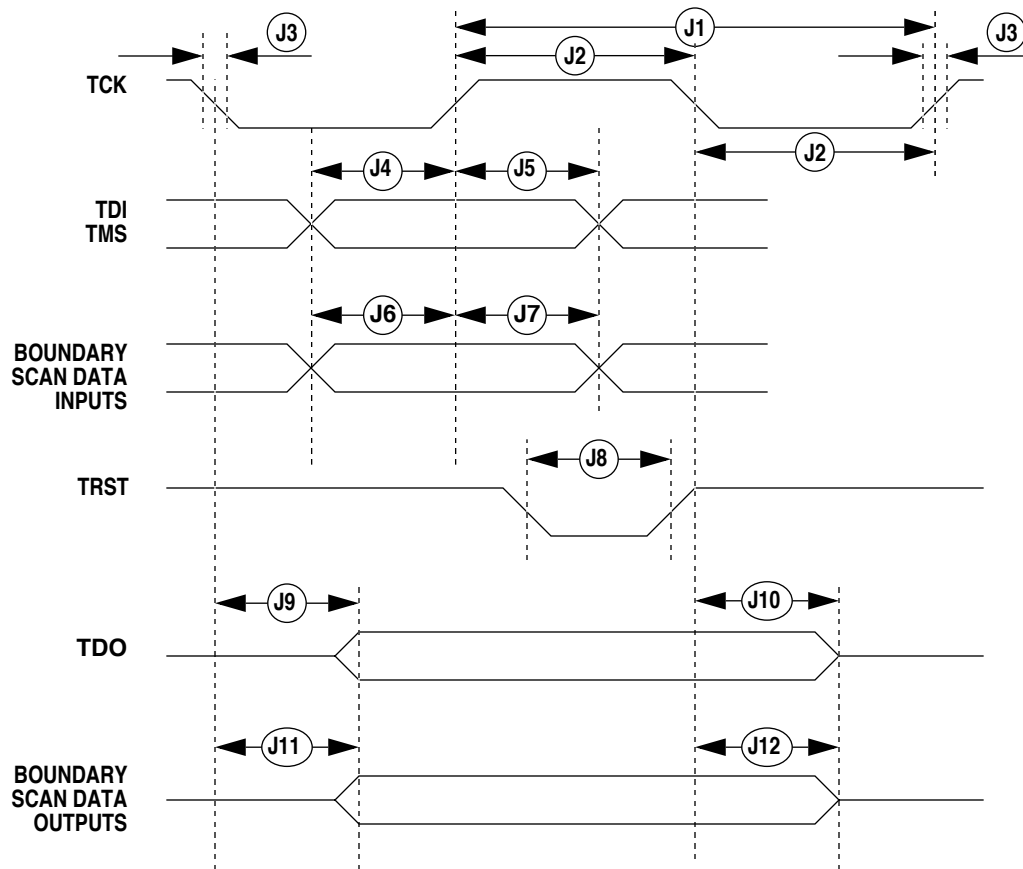 J3
J1
J3
J2
TCK
J2
J4
J5
TDI
TMS
J6
J7
BOUNDARY
SCAN DATA
INPUTS
J8
TRST
J9
J10
TDO
J11
J12
BOUNDARY
SCAN DATA
OUTPUTS